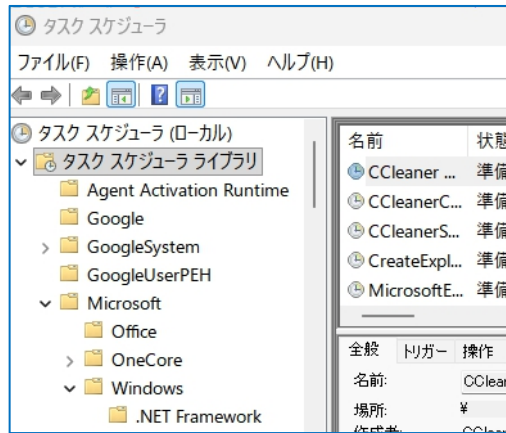 タスク スケジューラ
ファイル(F) 操作(A) 表示(V) ヘルプ(H)
タスク スケジューラ (ローカル)
タスク スケジューラ ライブラリ
Agent Activation Runtime
Google
GoogleSystem
GoogleUserPEH
Microsoft
Office
OneCore
Windows
.NET Framework
名前 状態
CCleaner ... 準備
CCleanerC... 準備
CCleanerS... 準備
CreateExpl... 準備
MicrosoftE... 準備
全般 トリガー 操作
名前: CClean
場所: ¥